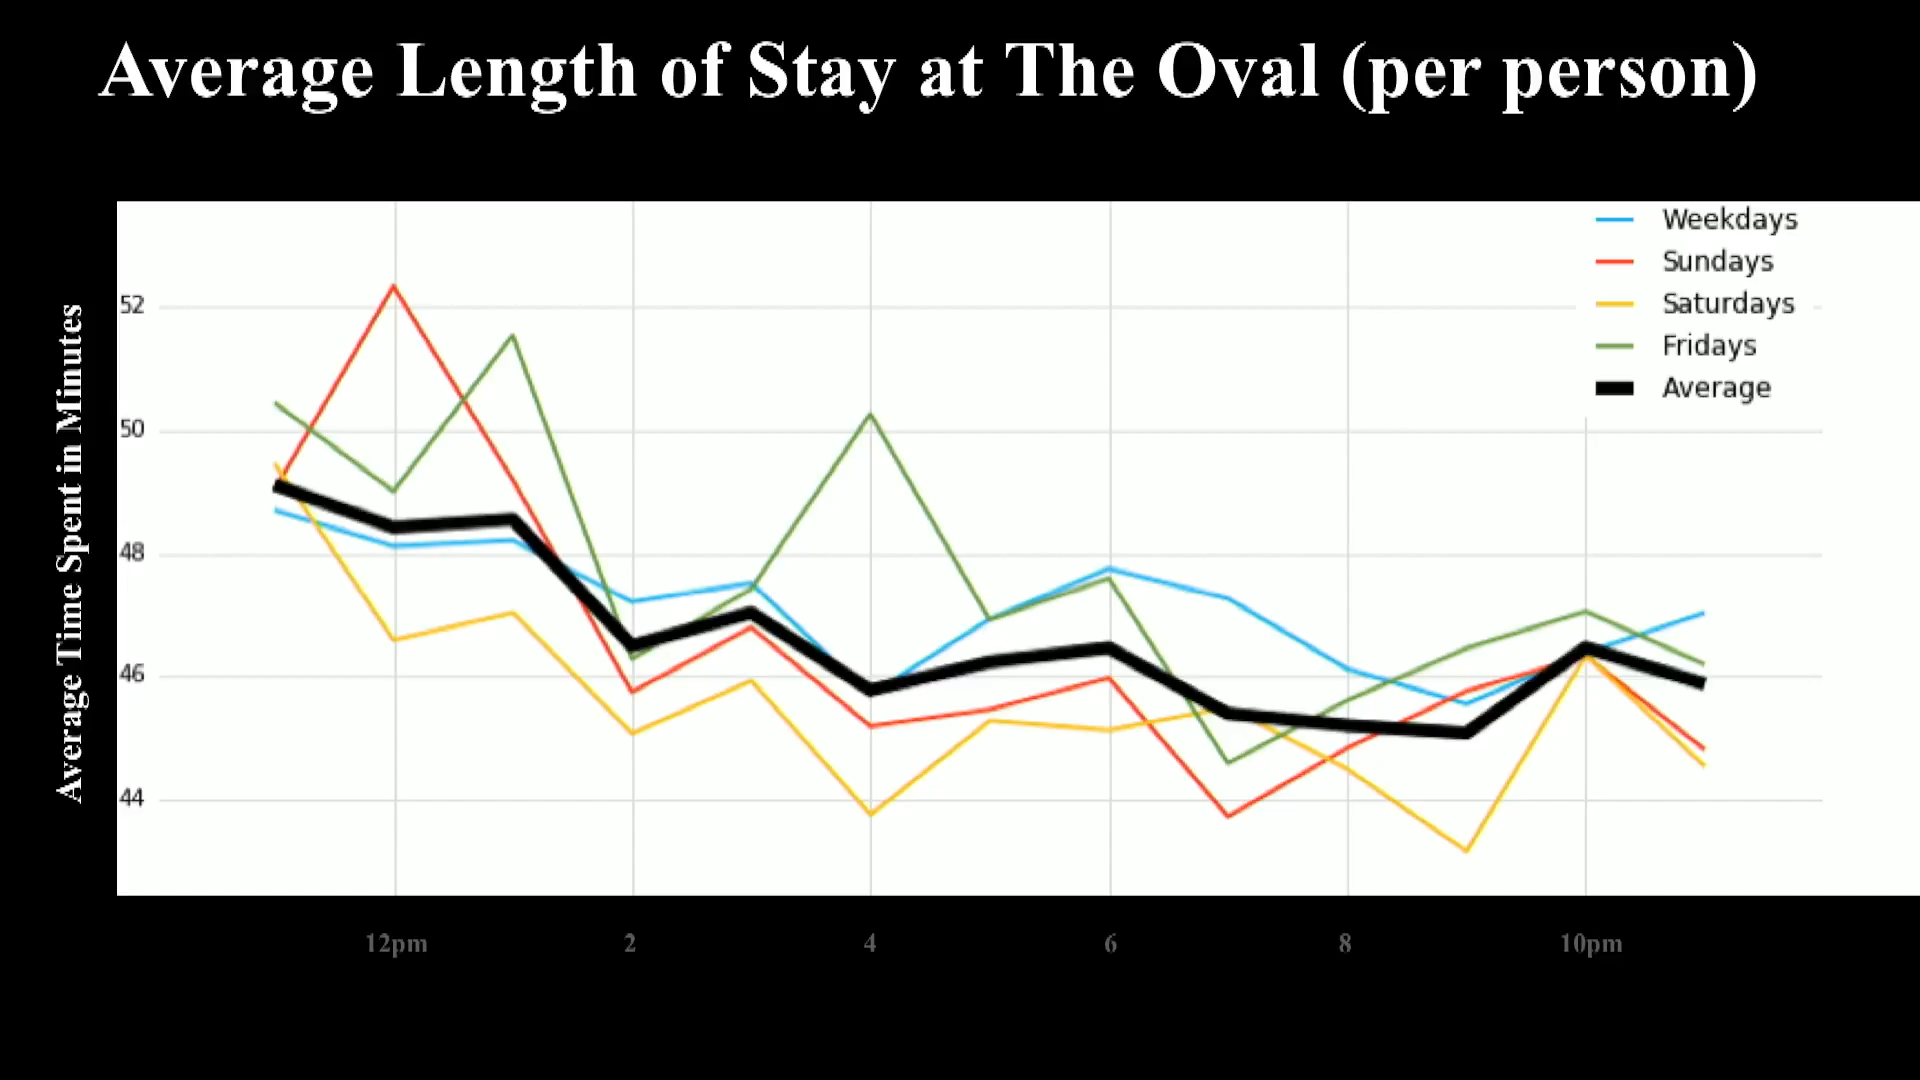 Average Length of Stay at The Oval (per person)
Weekdays
Sundays
Saturdays
Fridays
Average
Average Time Spent in Minutes
52
50
48
46
44
12pm 2 4 6 8 10pm